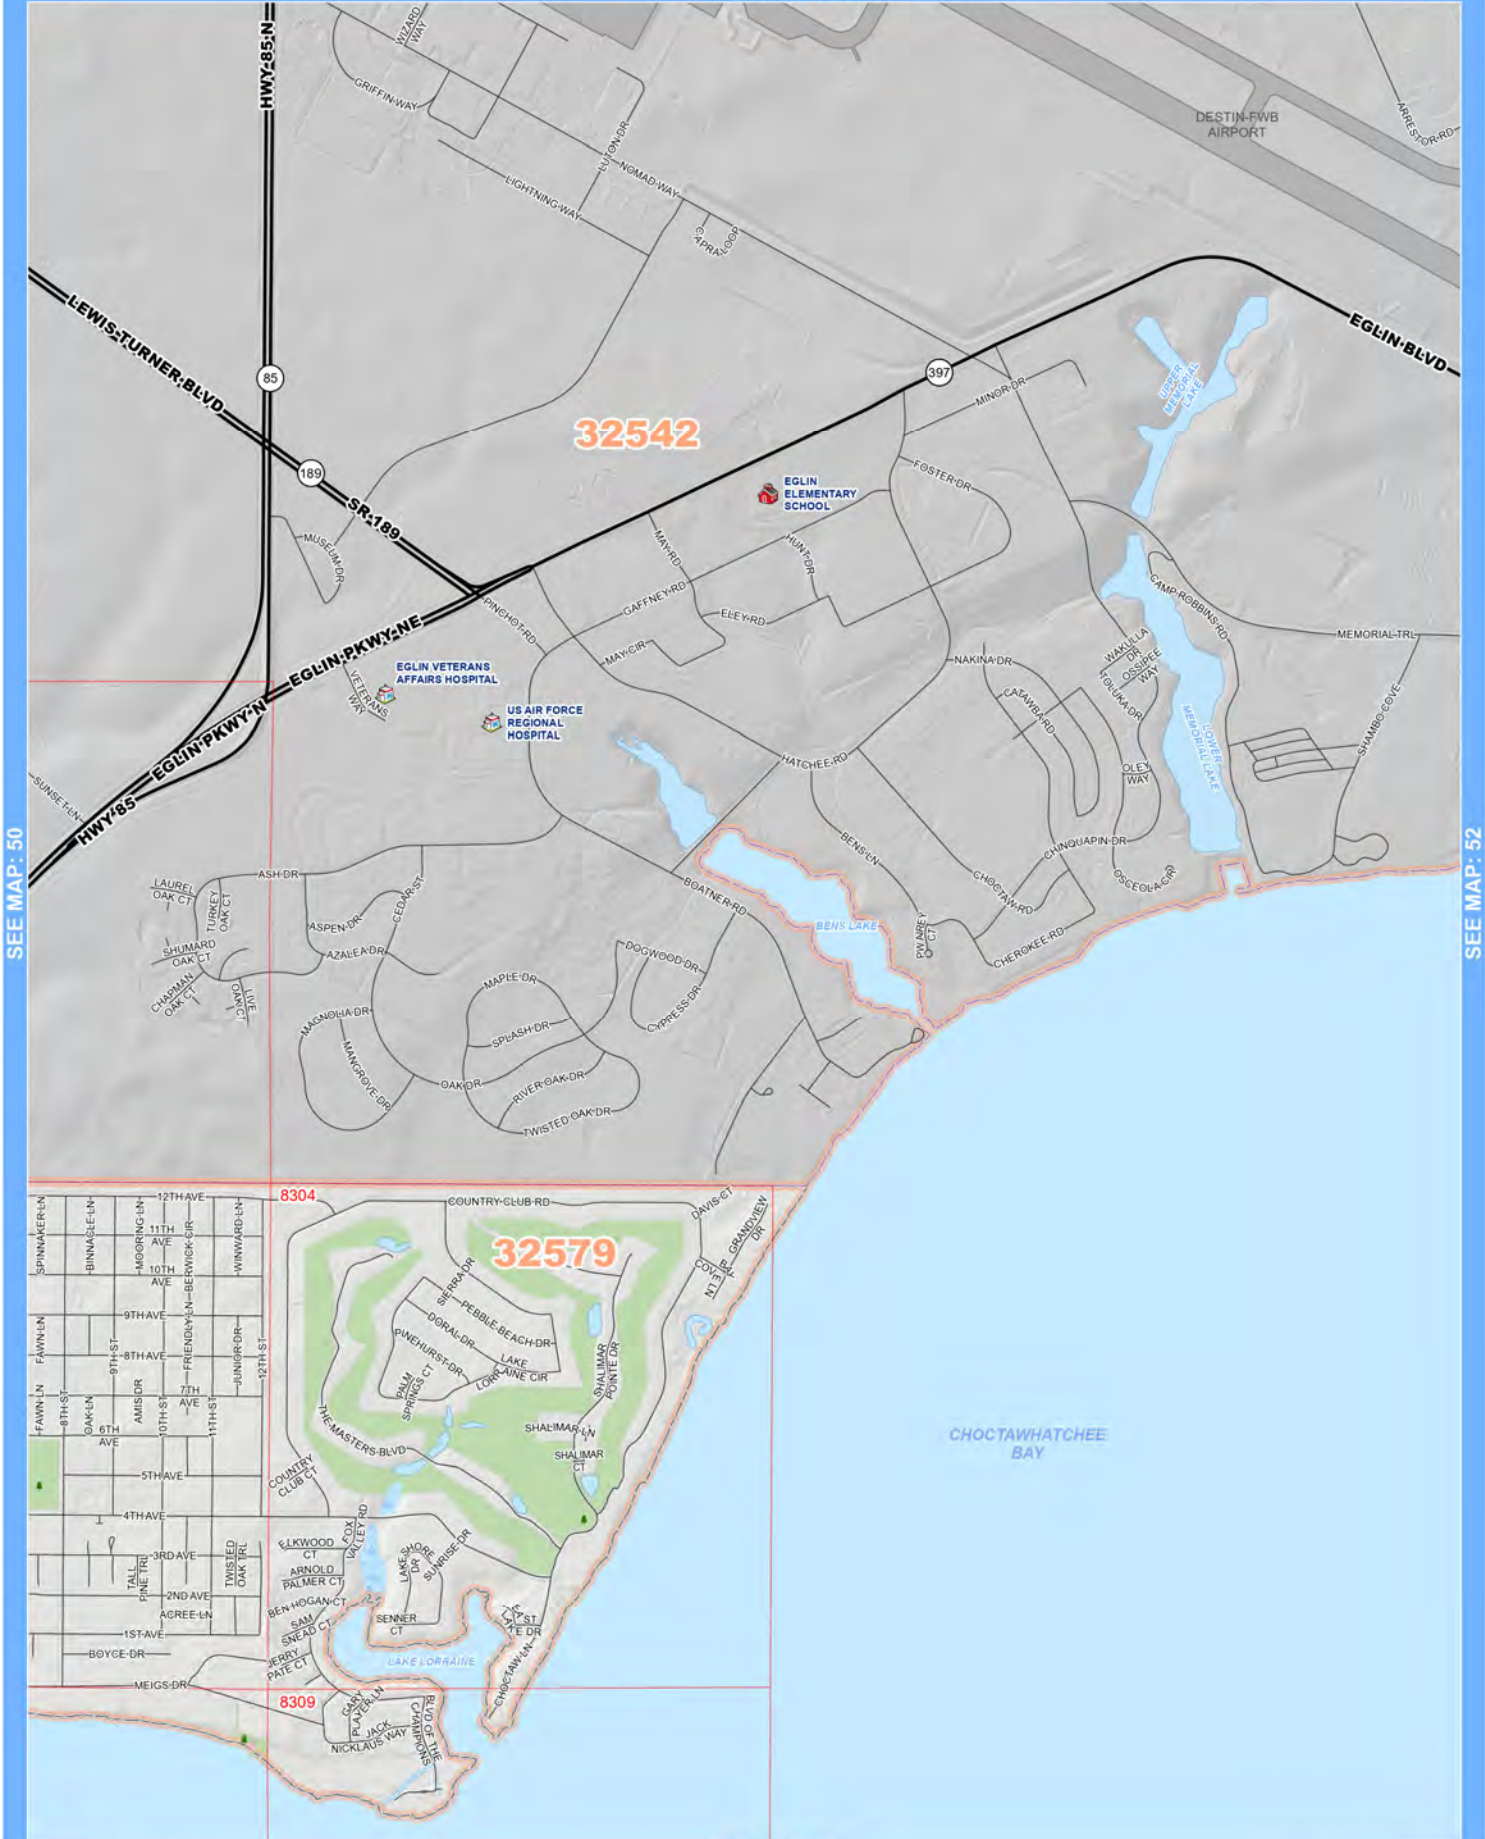 WIZARD
WAY
HWY 85 N
GRIFFIN WAY
LUTON DR
NOMAD WAY
LIGHTNING WAY
CAPRA LOOP
DESTIN-FWB
AIRPORT
ARRESTOR RD
LEWIS TURNER BLVD
85
EGLIN BLVD
397
UPPER
MEMORIAL
LAKE
MINOR DR
32542
189
SR 189
FOSTER DR
EGLIN
ELEMENTARY
SCHOOL
MUSEUM DR
MAY RD
HUNT DR
GAFFNEY RD
ELEY RD
PINCHOT RD
MAY CIR
CAMP ROBBINS RD
MEMORIAL TRL
EGLIN PKWY NE
EGLIN VETERANS
AFFAIRS HOSPITAL
VETERANS
WAY
US AIR FORCE
REGIONAL
HOSPITAL
NAKINA DR
WAKULLA
DR
OSSIPEE
WAY
TOLUKA DR
CATAWBA RD
LOWER
MEMORIAL LAKE
SHAMBO COVE
EGLIN PKWY N
HATCHEE RD
OLEY
WAY
SUNSET LN
HWY 85
SEE MAP: 50
SEE MAP: 52
BENS LN
CHINQUAPIN DR
CHOCTAW RD
OSCEOLA CIR
ASH DR
LAUREL
OAK CT
TURKEY
OAK CT
CEDAR ST
BOATNER RD
ASPEN DR
BENS LAKE
PW AREY
CT
CHEROKEE RD
SHUMARD
OAK CT
AZALEA DR
DOGWOOD DR
CHAPMAN
OAK CT
LIVE
OAK CT
MAPLE DR
CYPRESS DR
MAGNOLIA DR
SPLASH DR
MANGROVE DR
OAK DR
RIVER OAK DR
TWISTED OAK DR
8304
12TH AVE
COUNTRY CLUB RD
DAVIS CT
GRANDVIEW
DR
SPINNAKER LN
BINNACLE LN
MOORING LN
11TH
AVE
BERWICK CIR
WINWARD LN
32579
BAY
COVE LN
10TH
AVE
SIERRA DR
9TH AVE
PEBBLE BEACH DR
FAWN LN
9TH ST
FRIENDLY LN
DORAL DR
8TH AVE
JUNIOR DR
12TH ST
PINEHURST DR
LAKE
LORRAINE CIR
SHALIMAR
POINTE DR
PALM
SPRINGS CT
FAWN LN
8TH ST
OAK LN
AMIS DR
10TH ST
7TH
AVE
11TH ST
6TH
AVE
THE MASTERS BLVD
SHALIMAR LN
SHALIMAR
CT
CHOCTAWHATCHEE
BAY
5TH AVE
COUNTRY
CLUB CT
4TH AVE
FOX
VALLEY RD
ELKWOOD
CT
LAKE SHORE
DR
SUNRISE DR
3RD AVE
TALL
PINE TRL
TWISTED
OAK TRL
ARNOLD
PALMER CT
2ND AVE
BEN HOGAN CT
ACREE LN
SAM
SNEAD CT
SENNER
CT
EAST
LAKE DR
1ST AVE
BOYCE DR
JERRY
PATE CT
LAKE LORRAINE
CHOCTAW LN
MEIGS DR
8309
GARY
PLAYER LN
JACK
NICKLAUS WAY
BLVD OF THE
CHAMPIONS